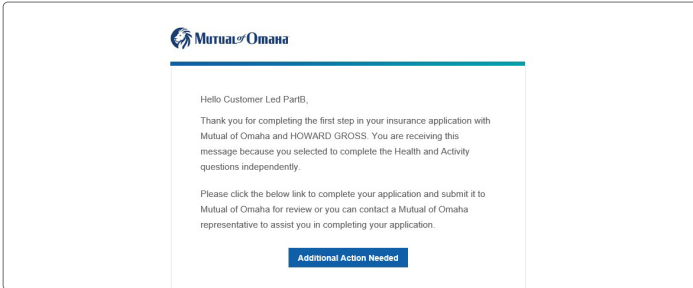 Mutual of Omaha
Hello Customer Led PartB,
Thank you for completing the first step in your insurance application with
Mutual of Omaha and HOWARD GROSS. You are receiving this
message because you selected to complete the Health and Activity
questions independently.
Please click the below link to complete your application and submit it to
Mutual of Omaha for review or you can contact a Mutual of Omaha
representative to assist you in completing your application.
Additional Action Needed